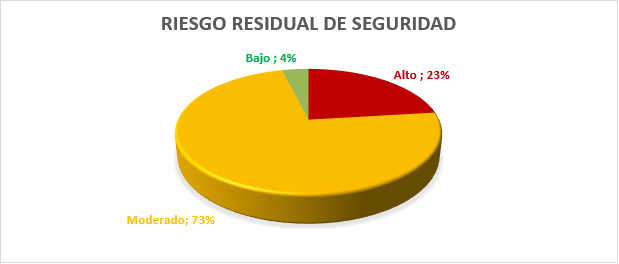 RIESGO RESIDUAL DE SEGURIDAD
Bajo ; 4%
Alto ; 23%
Moderado; 73%